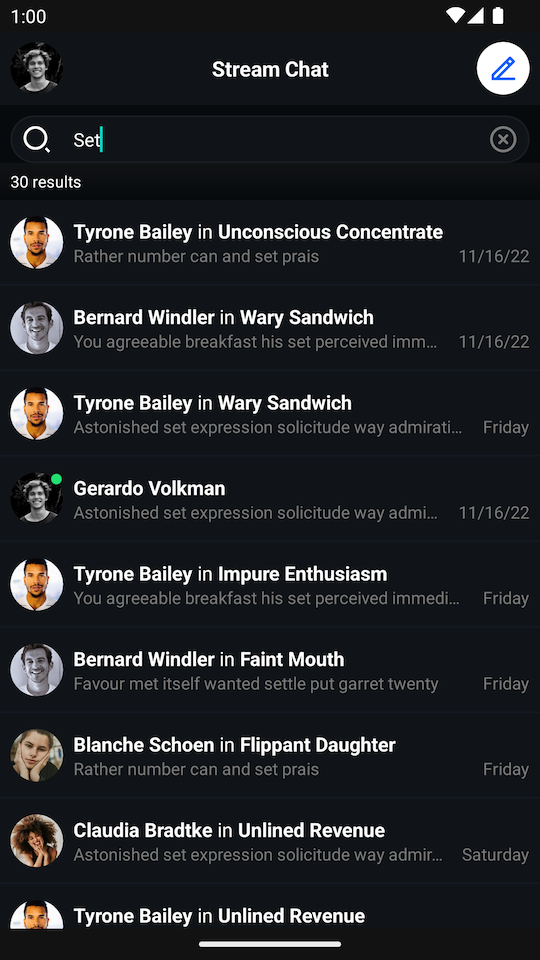 1:00
Stream Chat
Set
30 results
Tyrone Bailey in Unconscious Concentrate
Rather number can and set prais 11/16/22
Bernard Windler in Wary Sandwich
You agreeable breakfast his set perceived imm... 11/16/22
Tyrone Bailey in Wary Sandwich
Astonished set expression solicitude way admirati... Friday
Gerardo Volkman
Astonished set expression solicitude way admi... 11/16/22
Tyrone Bailey in Impure Enthusiasm
You agreeable breakfast his set perceived immedi... Friday
Bernard Windler in Faint Mouth
Favour met itself wanted settle put garret twenty Friday
Blanche Schoen in Flippant Daughter
Rather number can and set prais Friday
Claudia Bradtke in Unlined Revenue
Astonished set expression solicitude way admir... Saturday
Tyrone Bailey in Unlined Revenue